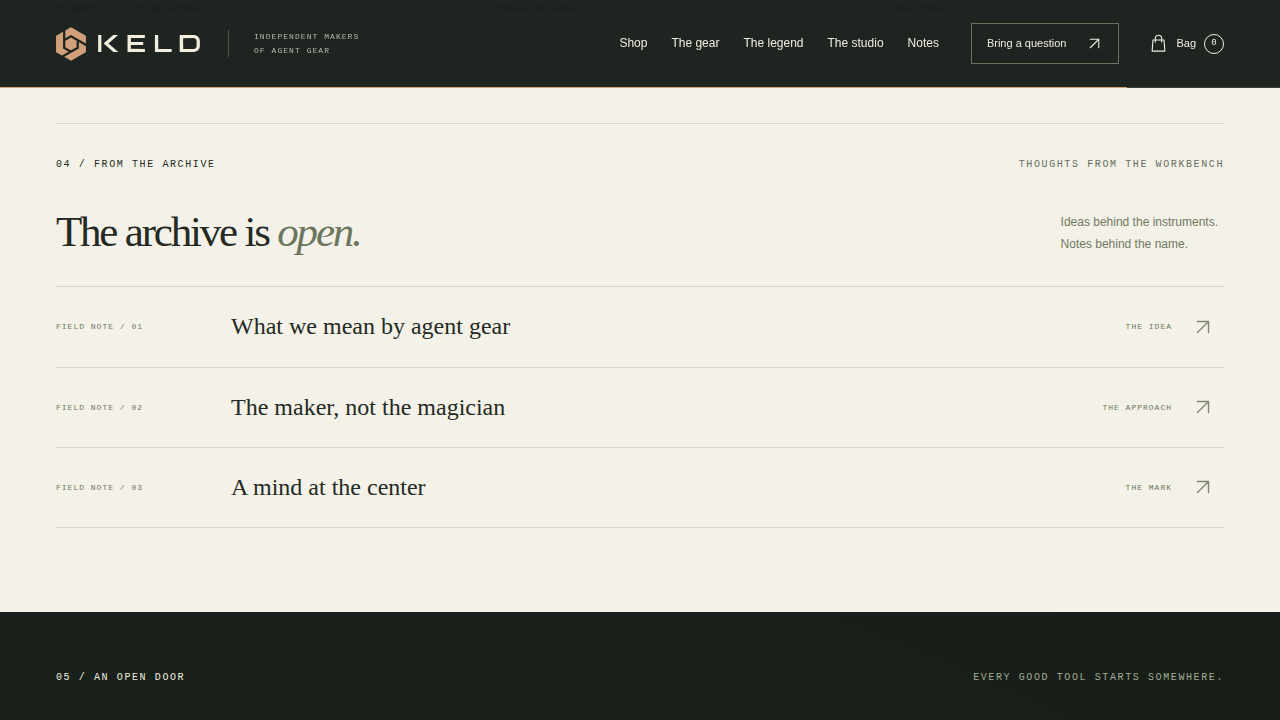 KELD
INDEPENDENT MAKERS
OF AGENT GEAR
Shop
The gear
The legend
The studio
Notes
Bring a question
Bag
0
04 / FROM THE ARCHIVE
THOUGHTS FROM THE WORKBENCH
The archive is open.
Ideas behind the instruments.
Notes behind the name.
FIELD NOTE / 01
What we mean by agent gear
THE IDEA
FIELD NOTE / 02
The maker, not the magician
THE APPROACH
FIELD NOTE / 03
A mind at the center
THE MARK
05 / AN OPEN DOOR
EVERY GOOD TOOL STARTS SOMEWHERE.